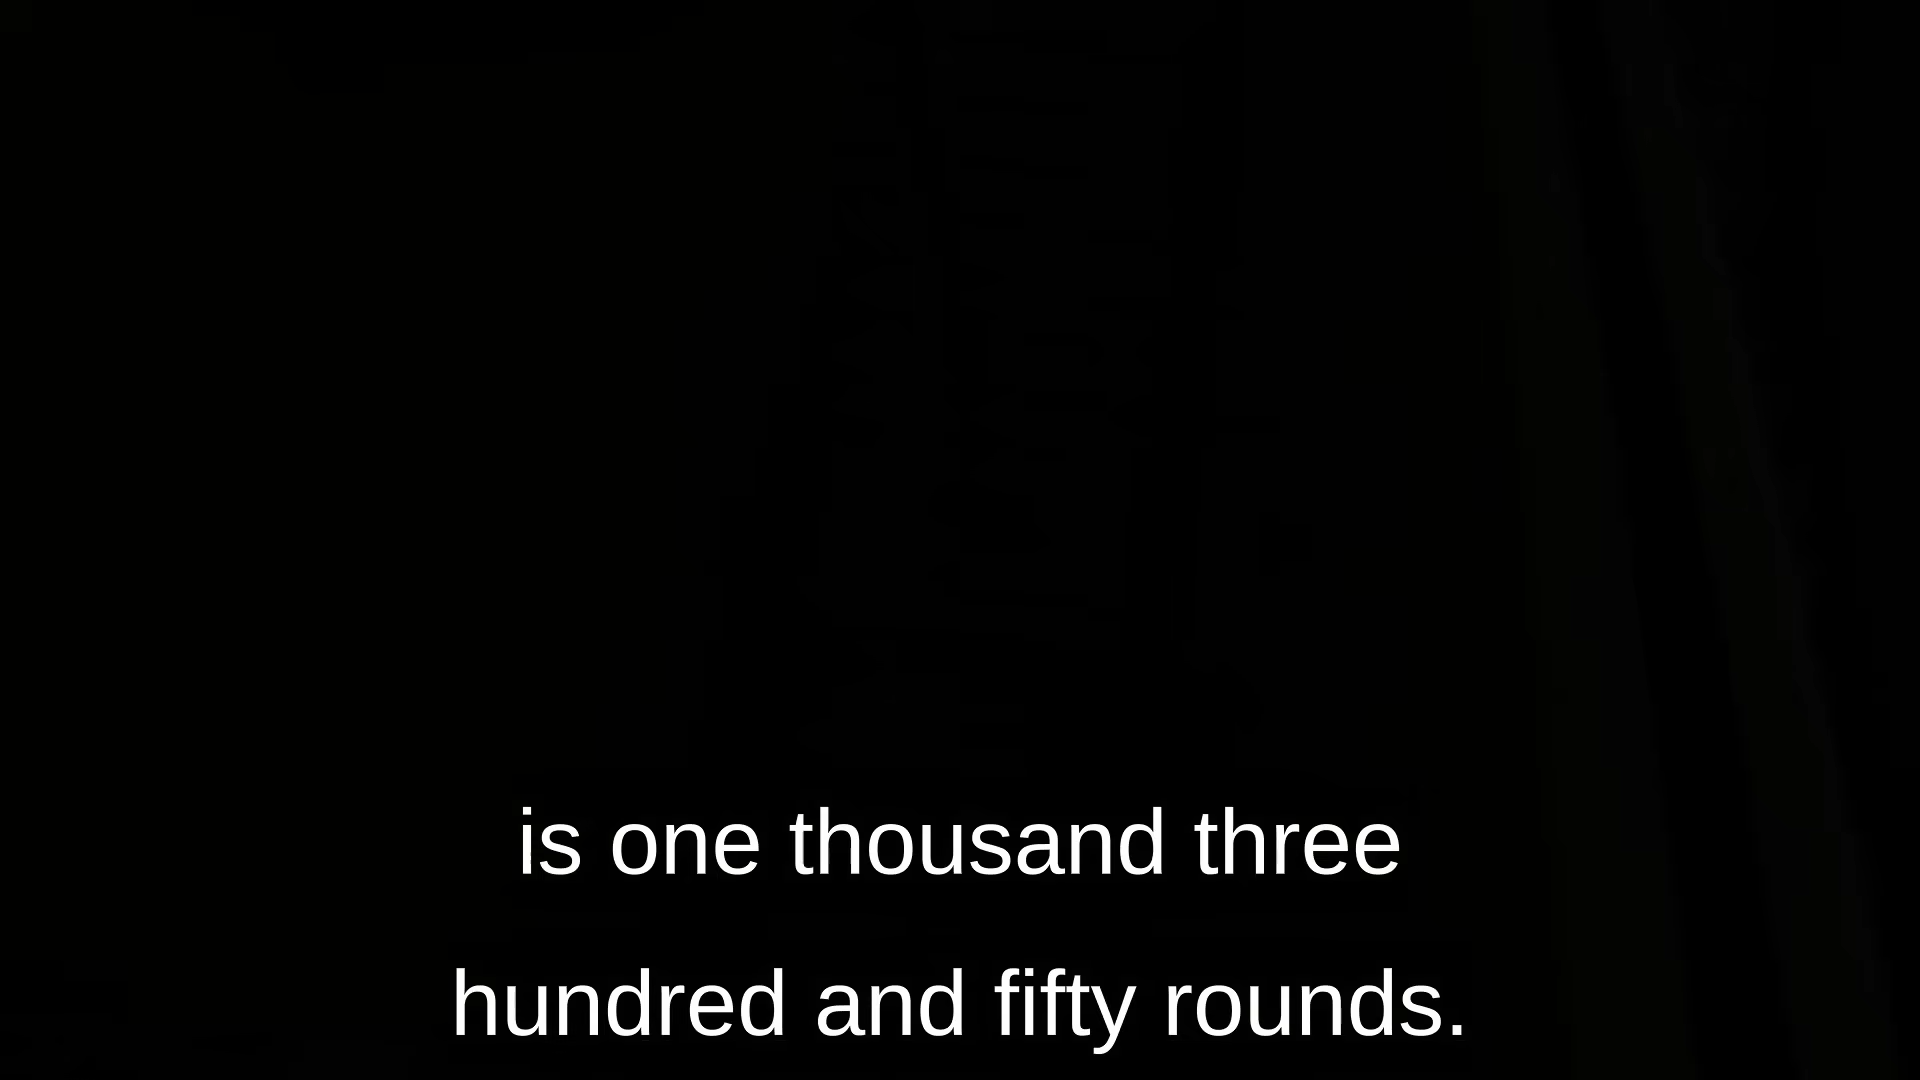 is one thousand three
hundred and fifty rounds.